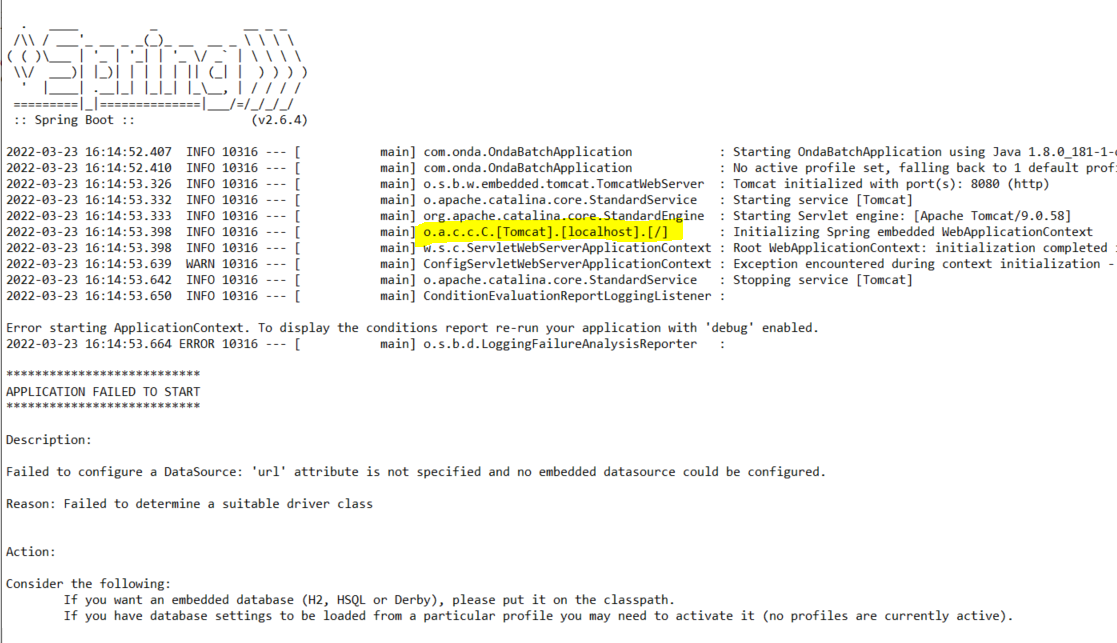 .   ____          _            __ _ _
 /\\ / ___'_ __ _ _(_)_ __  __ _ \ \ \ \
( ( )\___ | '_ | '_| | '_ \/ _` | \ \ \ \
 \\/  ___)| |_)| | | | | || (_| |  ) ) ) )
  '  |____| .__|_| |_|_| |_\__, | / / / /
 =========|_|==============|___/=/_/_/_/
 :: Spring Boot ::                (v2.6.4)
2022-03-23 16:14:52.407  INFO 10316 --- [           main] com.onda.OndaBatchApplication            : Starting OndaBatchApplication using Java 1.8.0_181-1-
2022-03-23 16:14:52.410  INFO 10316 --- [           main] com.onda.OndaBatchApplication            : No active profile set, falling back to 1 default prof
2022-03-23 16:14:53.326  INFO 10316 --- [           main] o.s.b.w.embedded.tomcat.TomcatWebServer  : Tomcat initialized with port(s): 8080 (http)
2022-03-23 16:14:53.332  INFO 10316 --- [           main] o.apache.catalina.core.StandardService   : Starting service [Tomcat]
2022-03-23 16:14:53.333  INFO 10316 --- [           main] org.apache.catalina.core.StandardEngine  : Starting Servlet engine: [Apache Tomcat/9.0.58]
2022-03-23 16:14:53.398  INFO 10316 --- [           main] o.a.c.c.C.[Tomcat].[localhost].[/]       : Initializing Spring embedded WebApplicationContext
2022-03-23 16:14:53.398  INFO 10316 --- [           main] w.s.c.ServletWebServerApplicationContext : Root WebApplicationContext: initialization completed
2022-03-23 16:14:53.639  WARN 10316 --- [           main] ConfigServletWebServerApplicationContext : Exception encountered during context initialization -
2022-03-23 16:14:53.642  INFO 10316 --- [           main] o.apache.catalina.core.StandardService   : Stopping service [Tomcat]
2022-03-23 16:14:53.650  INFO 10316 --- [           main] ConditionEvaluationReportLoggingListener :
Error starting ApplicationContext. To display the conditions report re-run your application with 'debug' enabled.
2022-03-23 16:14:53.664 ERROR 10316 --- [           main] o.s.b.d.LoggingFailureAnalysisReporter   :
***************************
APPLICATION FAILED TO START
***************************
Description:
Failed to configure a DataSource: 'url' attribute is not specified and no embedded datasource could be configured.
Reason: Failed to determine a suitable driver class
Action:
Consider the following:
	If you want an embedded database (H2, HSQL or Derby), please put it on the classpath.
	If you have database settings to be loaded from a particular profile you may need to activate it (no profiles are currently active).